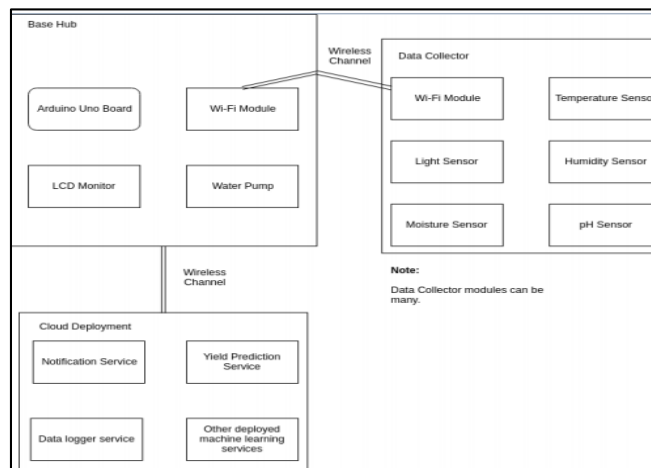 Base Hub
Arduino Uno Board
Wi-Fi Module
LCD Monitor
Water Pump
Wireless
Channel
Data Collector
Wi-Fi Module
Temperature Senso
Light Sensor
Humidity Sensor
Moisture Sensor
pH Sensor
Note:
Data Collector modules can be
many.
Wireless
Channel
Cloud Deployment
Notification Service
Yield Prediction
Service
Data logger service
Other deployed
machine learning
services